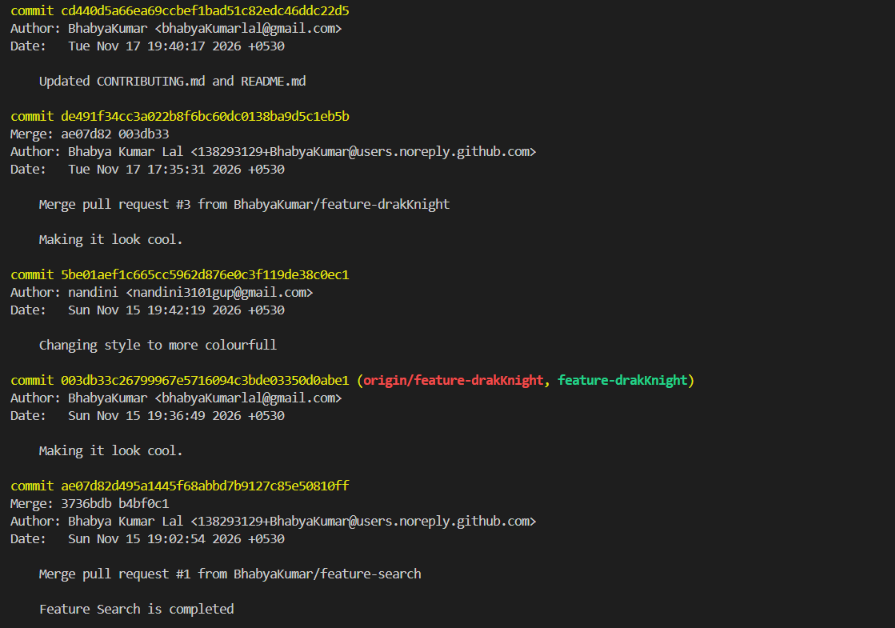 commit cd440d5a66ea69ccbef1bad51c82edc46ddc22d5
Author: BhabyaKumar <bhabyaKumarlal@gmail.com>
Date:   Tue Nov 17 19:40:17 2026 +0530
Updated CONTRIBUTING.md and README.md
commit de491f34cc3a022b8f6bc60dc0138ba9d5c1eb5b
Merge: ae07d82 003db33
Author: Bhabya Kumar Lal <138293129+BhabyaKumar@users.noreply.github.com>
Date:   Tue Nov 17 17:35:31 2026 +0530
Merge pull request #3 from BhabyaKumar/feature-drakKnight
Making it look cool.
commit 5be01aef1c665cc5962d876e0c3f119de38c0ec1
Author: nandini <nandini3101gup@gmail.com>
Date:   Sun Nov 15 19:42:19 2026 +0530
Changing style to more colourfull
commit 003db33c26799967e5716094c3bde03350d0abe1 (origin/feature-drakKnight, feature-drakKnight)
Author: BhabyaKumar <bhabyaKumarlal@gmail.com>
Date:   Sun Nov 15 19:36:49 2026 +0530
Making it look cool.
commit ae07d82d495a1445f68abbd7b9127c85e50810ff
Merge: 3736bdb b4bf0c1
Author: Bhabya Kumar Lal <138293129+BhabyaKumar@users.noreply.github.com>
Date:   Sun Nov 15 19:02:54 2026 +0530
Merge pull request #1 from BhabyaKumar/feature-search
Feature Search is completed